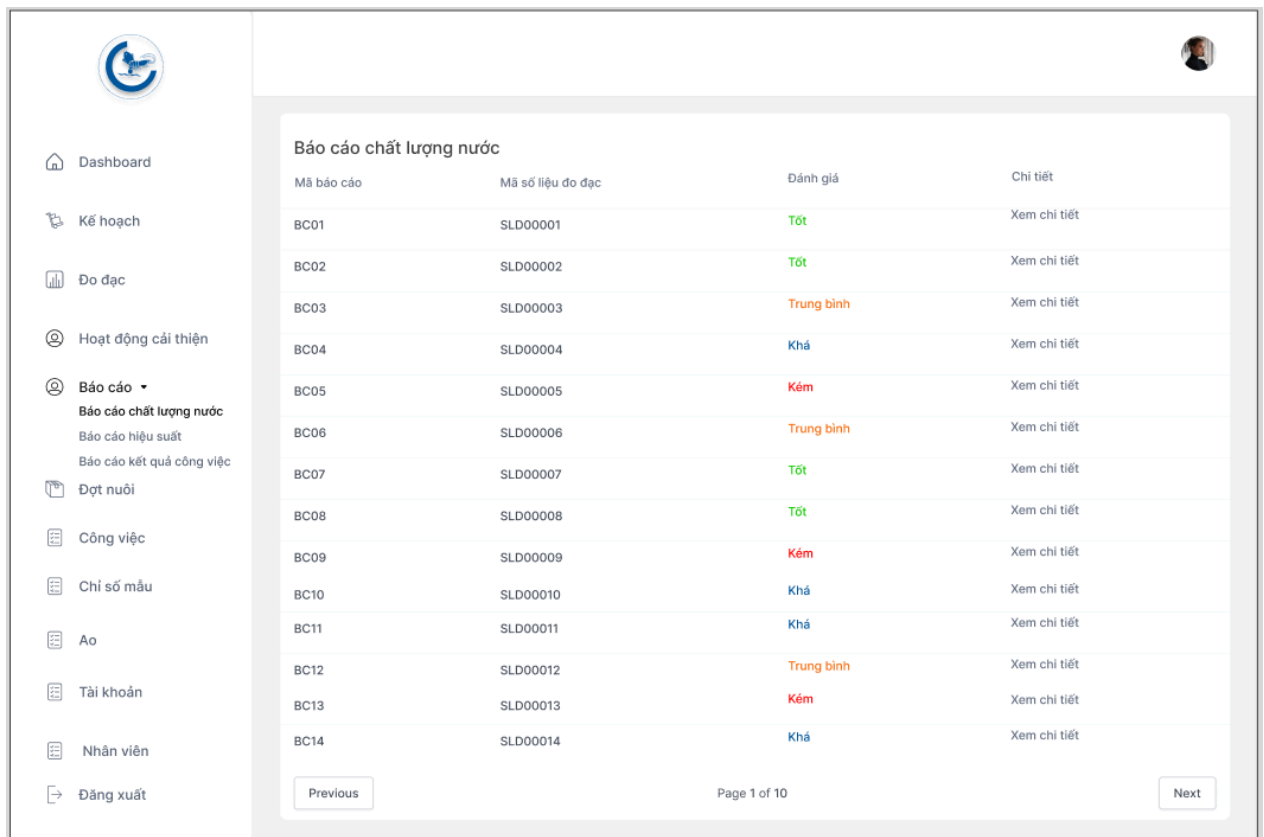 Dashboard
Kế hoạch
Đo đạc
Hoạt động cải thiện
Báo cáo
Báo cáo chất lượng nước
Báo cáo hiệu suất
Báo cáo kết quả công việc
Đợt nuôi
Công việc
Chỉ số mẫu
Ao
Tài khoản
Nhân viên
Đăng xuất
Báo cáo chất lượng nước
Mã báo cáo Mã số liệu đo đạc Đánh giá Chi tiết
BC01 SLD00001 Tốt Xem chi tiết
BC02 SLD00002 Tốt Xem chi tiết
BC03 SLD00003 Trung bình Xem chi tiết
BC04 SLD00004 Khá Xem chi tiết
BC05 SLD00005 Kém Xem chi tiết
BC06 SLD00006 Trung bình Xem chi tiết
BC07 SLD00007 Tốt Xem chi tiết
BC08 SLD00008 Tốt Xem chi tiết
BC09 SLD00009 Kém Xem chi tiết
BC10 SLD00010 Khá Xem chi tiết
BC11 SLD00011 Khá Xem chi tiết
BC12 SLD00012 Trung bình Xem chi tiết
BC13 SLD00013 Kém Xem chi tiết
BC14 SLD00014 Khá Xem chi tiết
Previous Page 1 of 10 Next